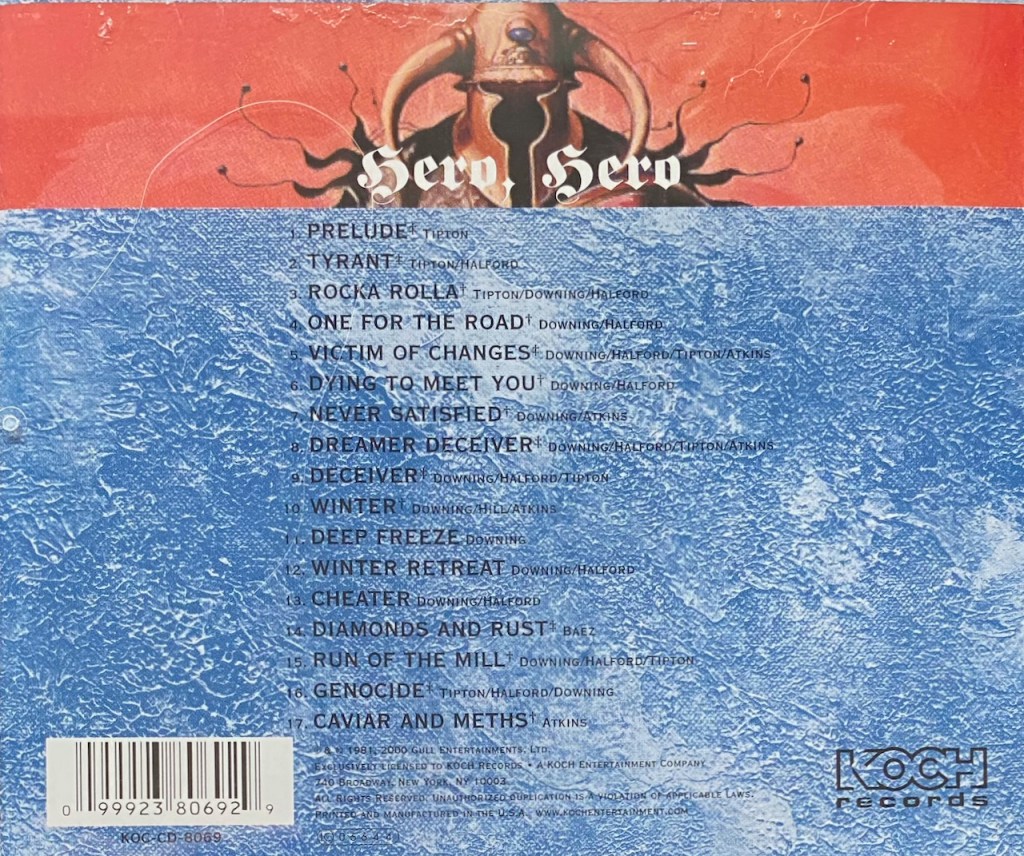 Hero, Hero
1. PRELUDE‡ TIPTON
2. TYRANT‡ TIPTON/HALFORD
3. ROCKA ROLLA† TIPTON/DOWNING/HALFORD
4. ONE FOR THE ROAD† DOWNING/HALFORD
5. VICTIM OF CHANGES‡ DOWNING/HALFORD/TIPTON/ATKINS
6. DYING TO MEET YOU† DOWNING/HALFORD
7. NEVER SATISFIED† DOWNING/ATKINS
8. DREAMER DECEIVER‡ DOWNING/HALFORD/TIPTON/ATKINS
9. DECEIVER‡ DOWNING/HALFORD/TIPTON
10. WINTER† DOWNING/HILL/ATKINS
11. DEEP FREEZE DOWNING
12. WINTER RETREAT DOWNING/HALFORD
13. CHEATER DOWNING/HALFORD
14. DIAMONDS AND RUST‡ BAEZ
15. RUN OF THE MILL† DOWNING/HALFORD/TIPTON
16. GENOCIDE‡ TIPTON/HALFORD/DOWNING
17. CAVIAR AND METHS† ATKINS
℗ & © 1981, 2000 GULL ENTERTAINMENTS, LTD.
EXCLUSIVELY LICENSED TO KOCH RECORDS • A KOCH ENTERTAINMENT COMPANY
740 BROADWAY, NEW YORK, NY 10003
ALL RIGHTS RESERVED. UNAUTHORIZED DUPLICATION IS A VIOLATION OF APPLICABLE LAWS.
PRINTED AND MANUFACTURED IN THE U.S.A. WWW.KOCHENTERTAINMENT.COM
0 99923 80692 9
KOC-CD-8069
KOCH
records